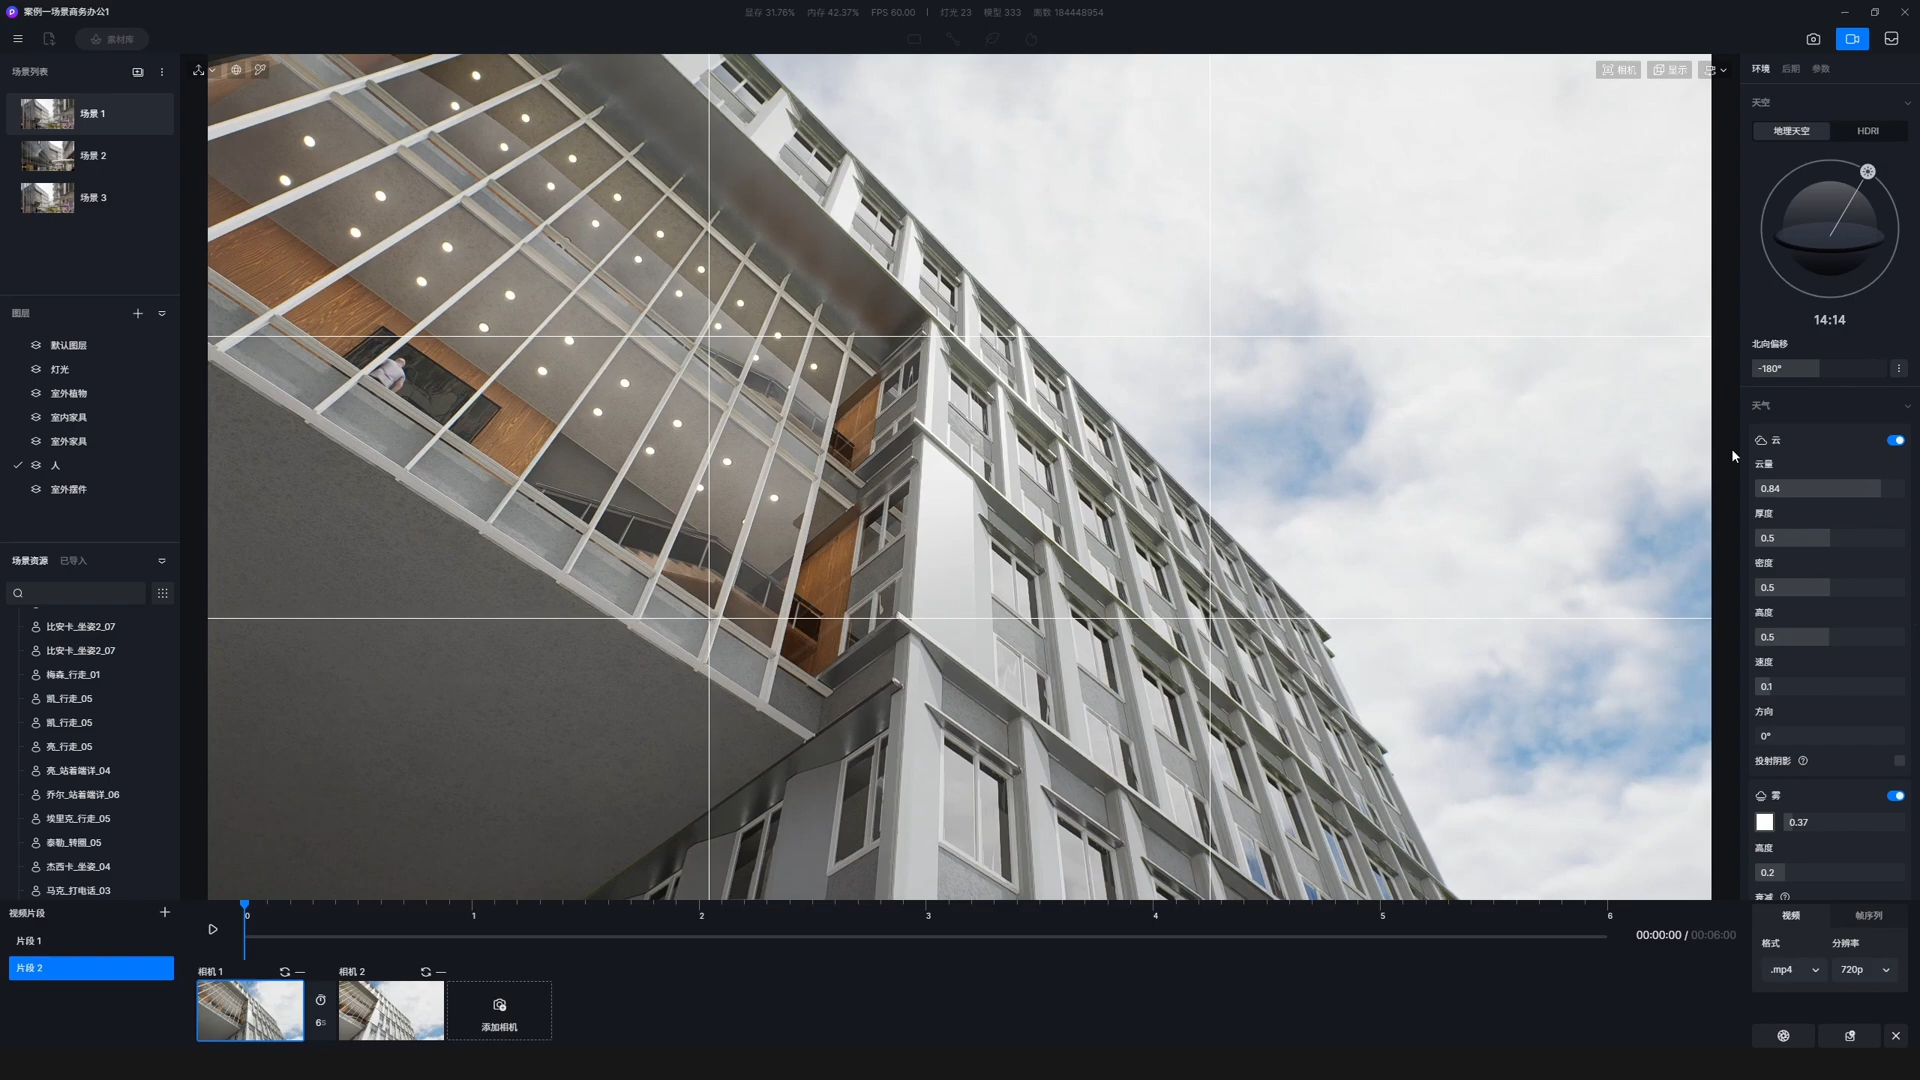 案例一场景商务办公1
显存 31.76% 内存 42.37% FPS 60.00 | 灯光 23 模型 333 面数 184448954
素材库
场景列表
场景 1
场景 2
场景 3
图层
默认图层
灯光
室外植物
室内家具
室外家具
人
室外摆件
场景资源 已导入
比安卡_坐姿2_07
比安卡_坐姿2_07
梅森_行走_01
凯_行走_05
凯_行走_05
亮_行走_05
亮_站着端详_04
乔尔_站着端详_06
埃里克_行走_05
泰勒_转圈_05
杰西卡_坐姿_04
马克_打电话_03
相机 显示
环境 后期 参数
天空
地理天空 HDRI
14:14
北向偏移
-180°
天气
云
云量
0.84
厚度
0.5
密度
0.5
高度
0.5
速度
0.1
方向
0°
投射阴影
雾
0.37
高度
0.2
衰减
视频片段
片段 1
片段 2
0 1 2 3 4 5 6
00:00:00 / 00:06:00
相机 1
相机 2
6s
添加相机
视频 帧序列
格式 分辨率
.mp4 720p